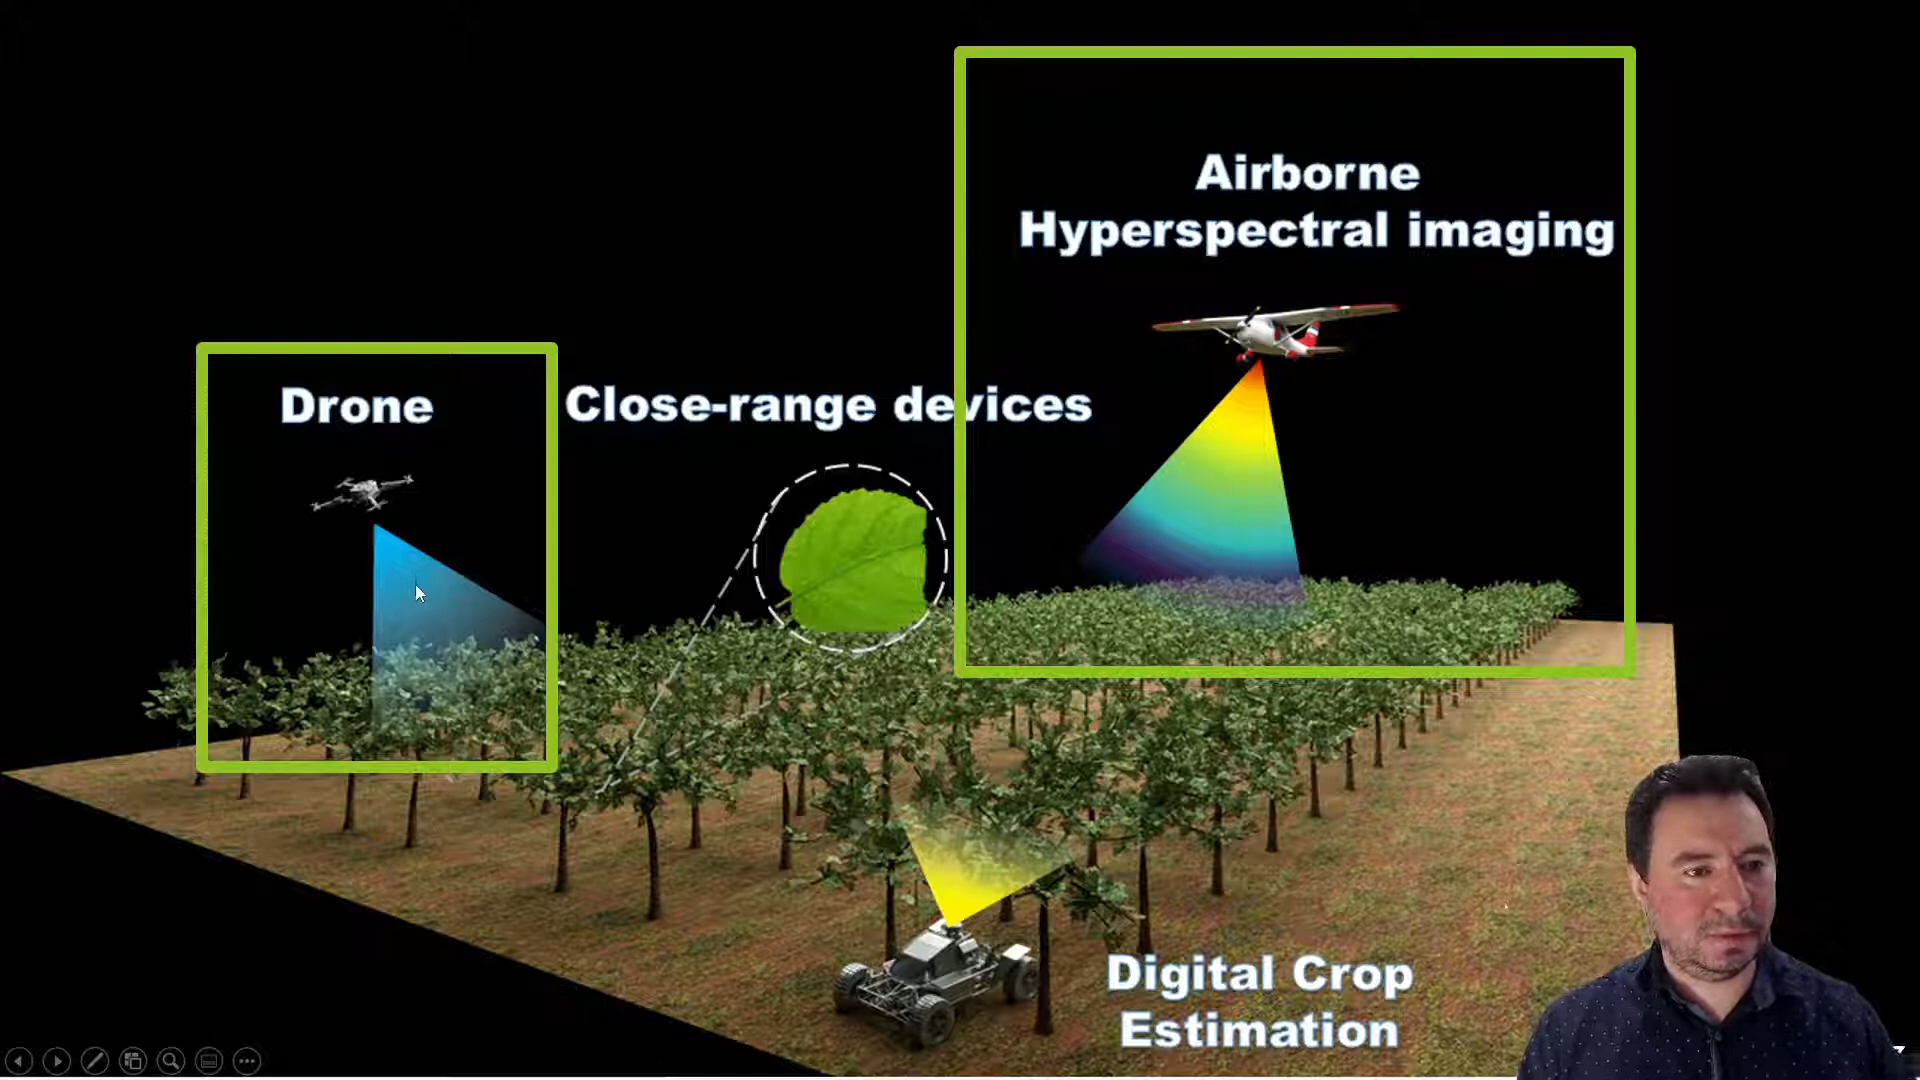 Airborne
Hyperspectral imaging
Drone
Close-range devices
Digital Crop
Estimation